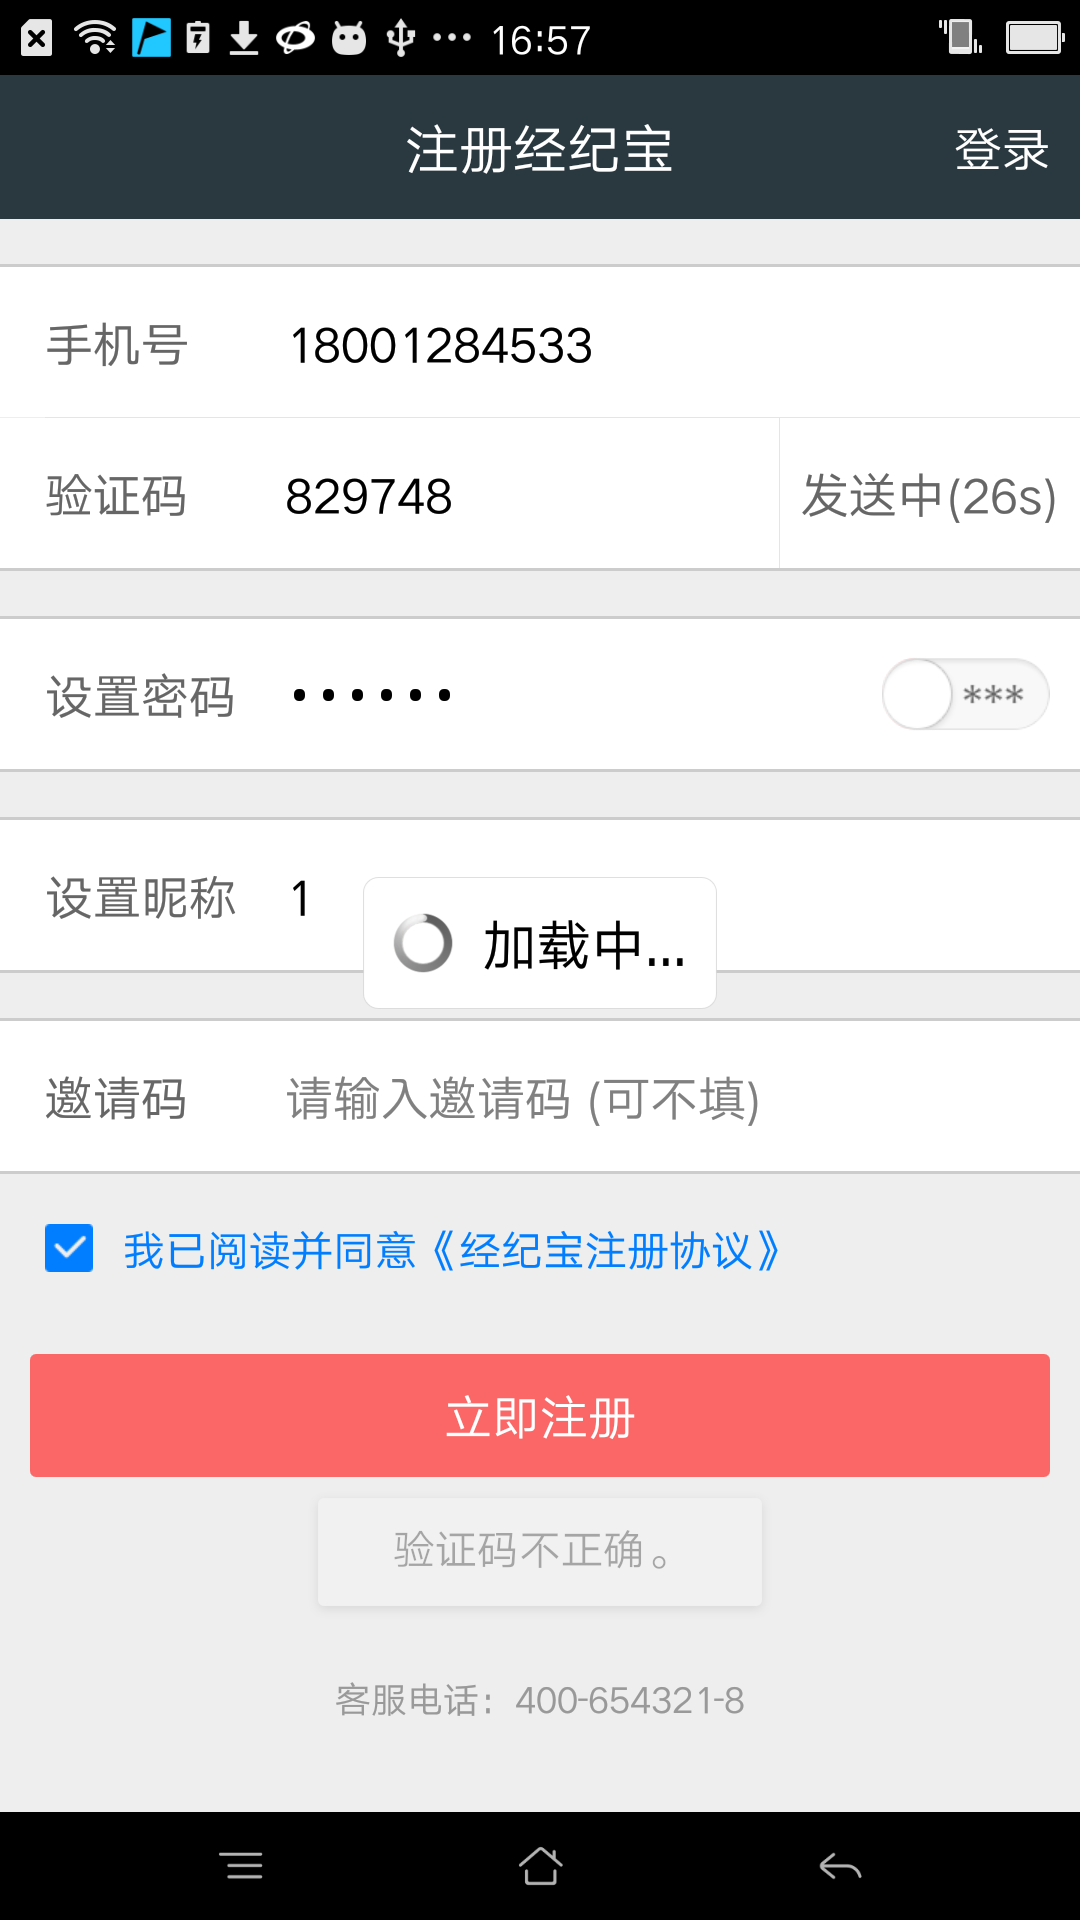 16:57
注册经纪宝
登录
手机号 18001284533
验证码 829748 发送中(26s)
设置密码 •••••• ***
设置昵称 1
加载中...
邀请码 请输入邀请码 (可不填)
我已阅读并同意《经纪宝注册协议》
立即注册
验证码不正确。
客服电话：400-654321-8